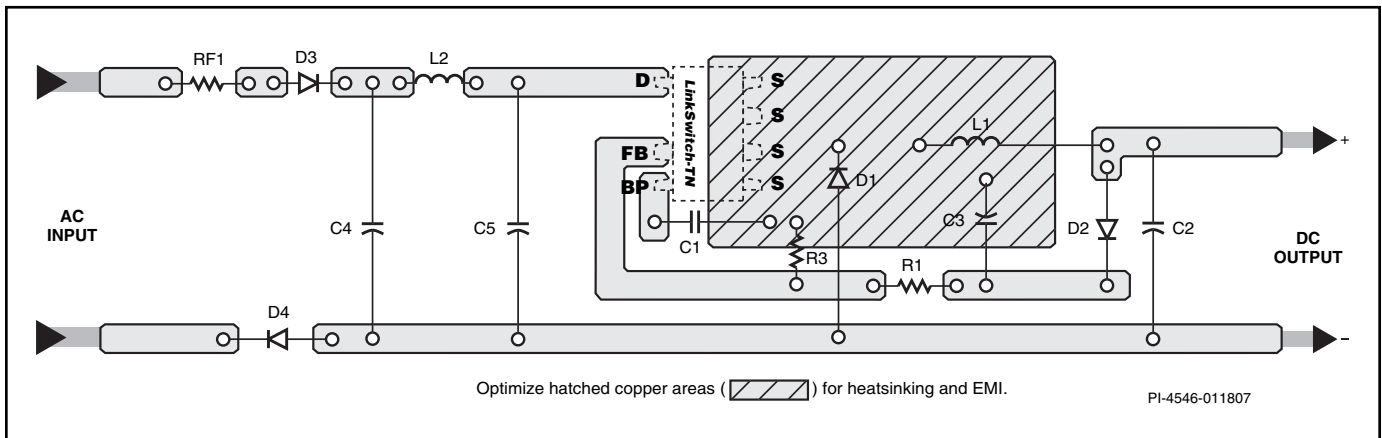 RF1
D3
L2
D
LinkSwitch-TN
S
S
L1
+
FB
S
BP
S
D1
AC
INPUT
C4
C5
C1
R3
C3
D2
C2
DC
OUTPUT
R1
D4
–
Optimize hatched copper areas ( ) for heatsinking and EMI.
PI-4546-011807